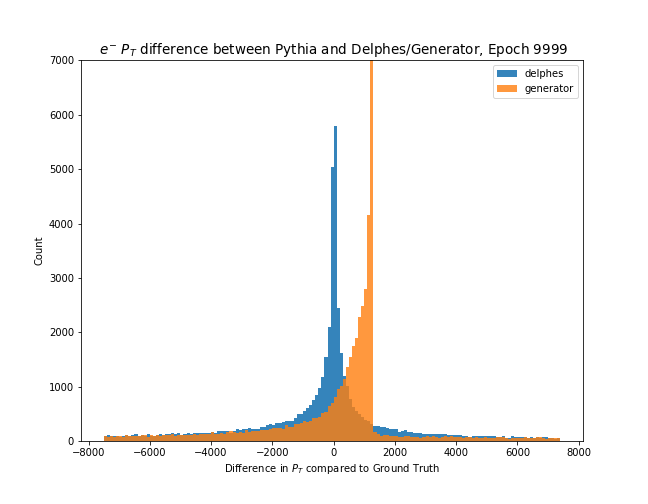 e⁻ P_T difference between Pythia and Delphes/Generator, Epoch 9999
delphes
generator
7000
6000
5000
4000
3000
2000
1000
0
Count
−8000 −6000 −4000 −2000 0 2000 4000 6000 8000
Difference in P_T compared to Ground Truth